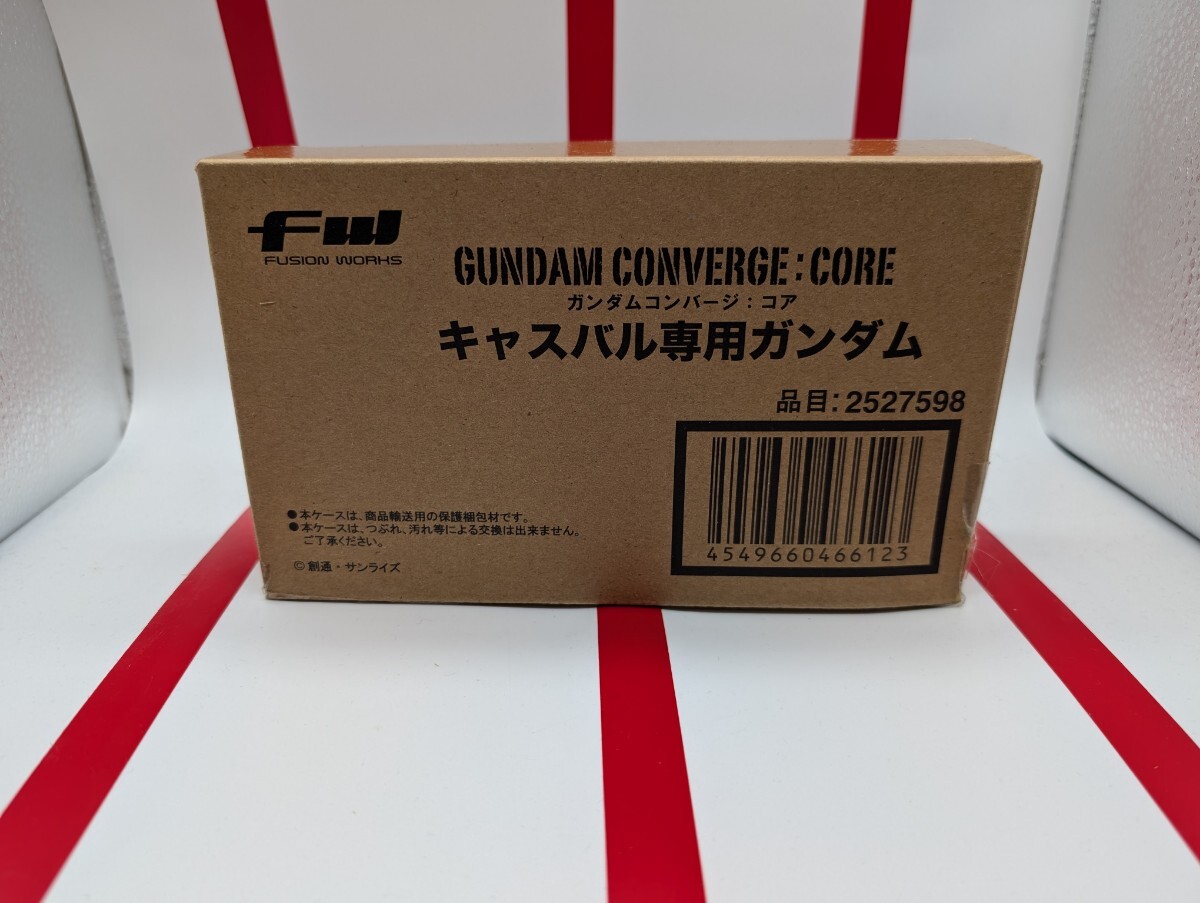 FW
FUSION WORKS
GUNDAM CONVERGE:CORE
ガンダムコンバージ:コア
キャスバル専用ガンダム
品目:2527598
4549660466123
●本ケースは、商品輸送用の保護梱包材です。
●本ケースは、つぶれ、汚れ等による交換は出来ません。
ご了承ください。
©創通・サンライズ